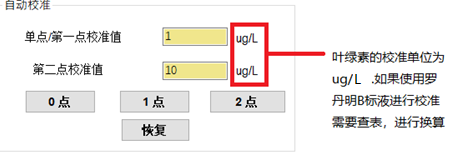 自动校准
单点/第一点校准值 1 ug/L
第二点校准值 10 ug/L
0 点 1 点 2 点
恢复
叶绿素的校准单位为
ug/L .如果使用罗
丹明B标液进行校准
需要查表，进行换算